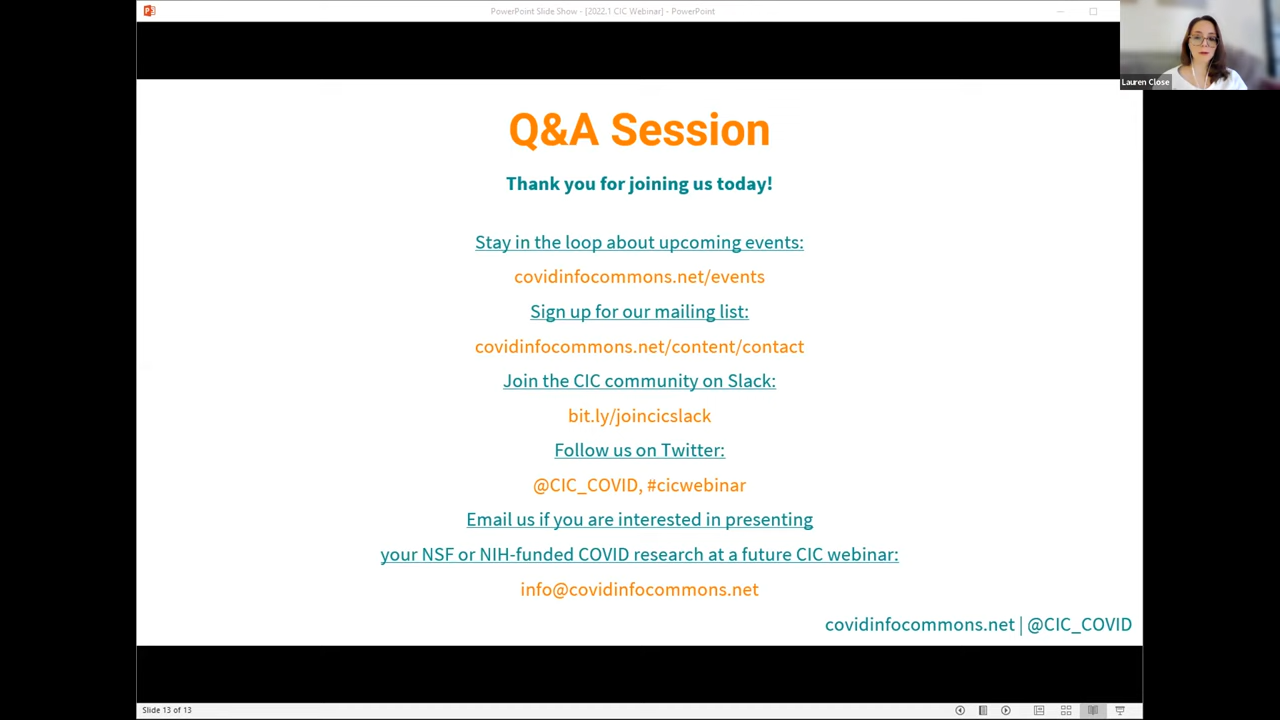 PowerPoint Slide Show - [2022.1 CIC Webinar] - PowerPoint
Lauren Close
Q&A Session
Thank you for joining us today!
Stay in the loop about upcoming events:
covidinfocommons.net/events
Sign up for our mailing list:
covidinfocommons.net/content/contact
Join the CIC community on Slack:
bit.ly/joincicslack
Follow us on Twitter:
@CIC_COVID, #cicwebinar
Email us if you are interested in presenting
your NSF or NIH-funded COVID research at a future CIC webinar:
info@covidinfocommons.net
covidinfocommons.net | @CIC_COVID
Slide 13 of 13